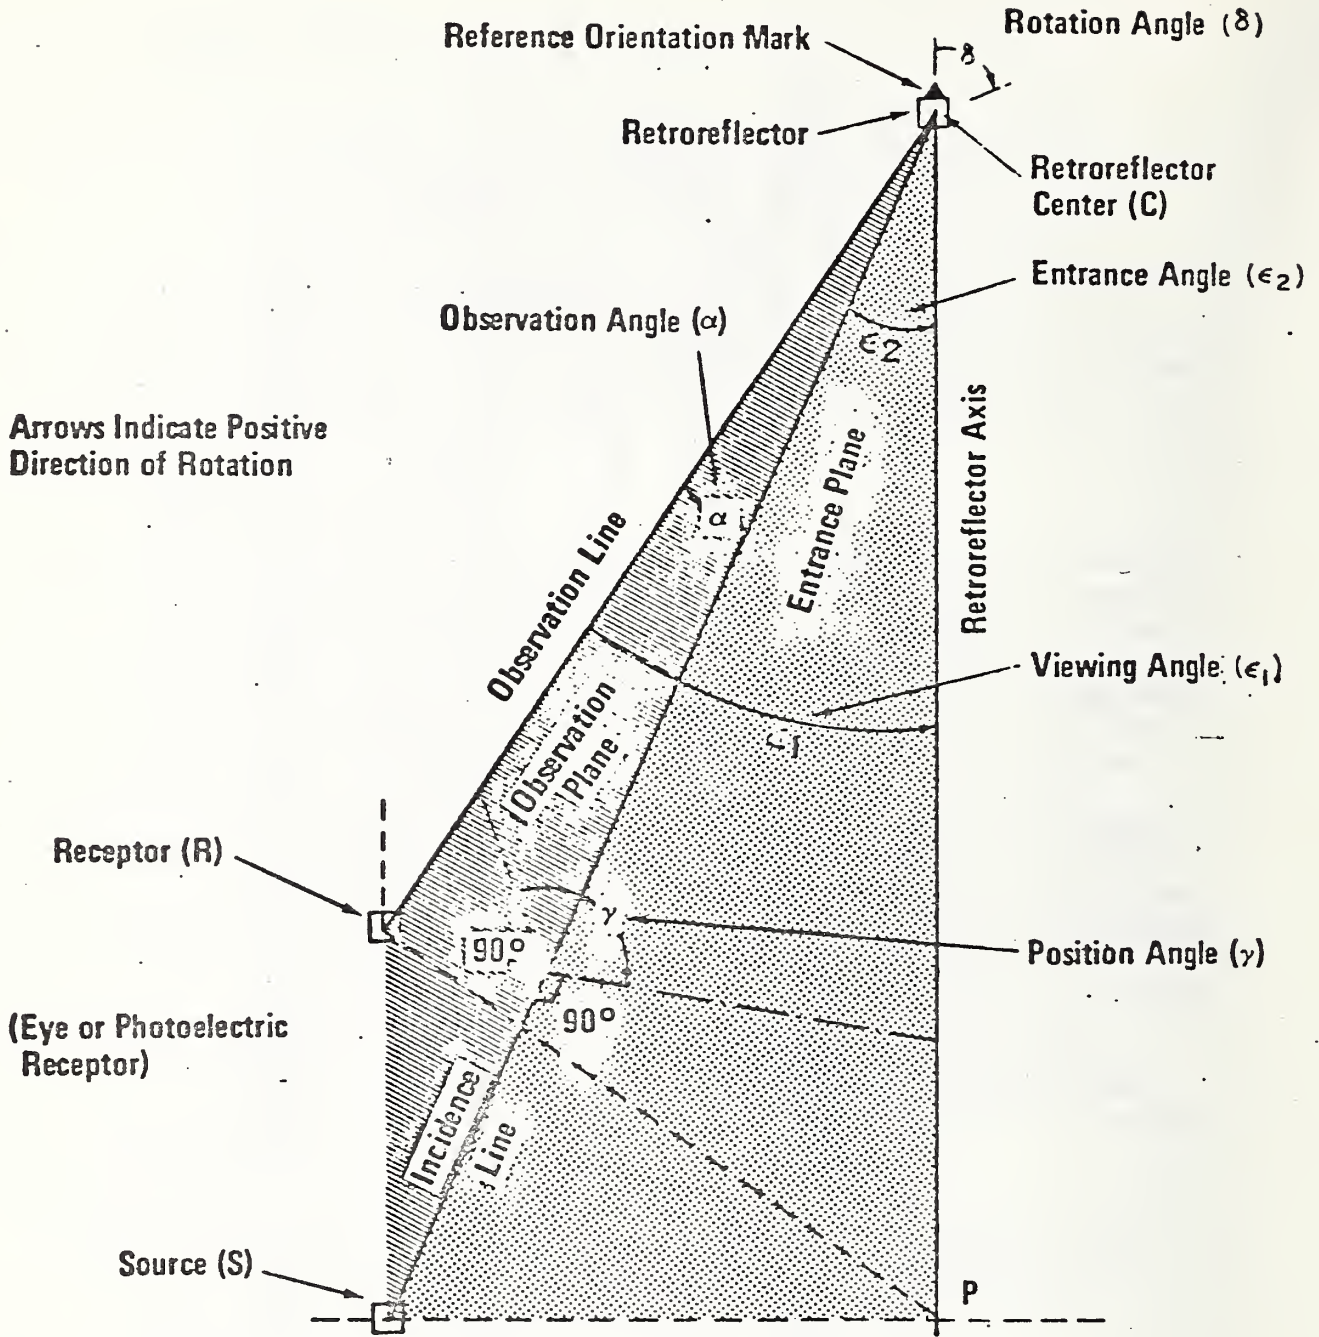 Rotation Angle (δ)
Reference Orientation Mark
δ
Retroreflector
Retroreflector
Center (C)
Entrance Angle (ϵ2)
Observation Angle (α)
ϵ2
Arrows Indicate Positive
Direction of Rotation
Retroreflector Axis
Entrance Plane
α
Observation Line
Viewing Angle (ϵ1)
Observation
Plane
ϵ1
Receptor (R)
γ
90°
Position Angle (γ)
90°
(Eye or Photoelectric
Receptor)
Incidence
Line
Source (S)
P